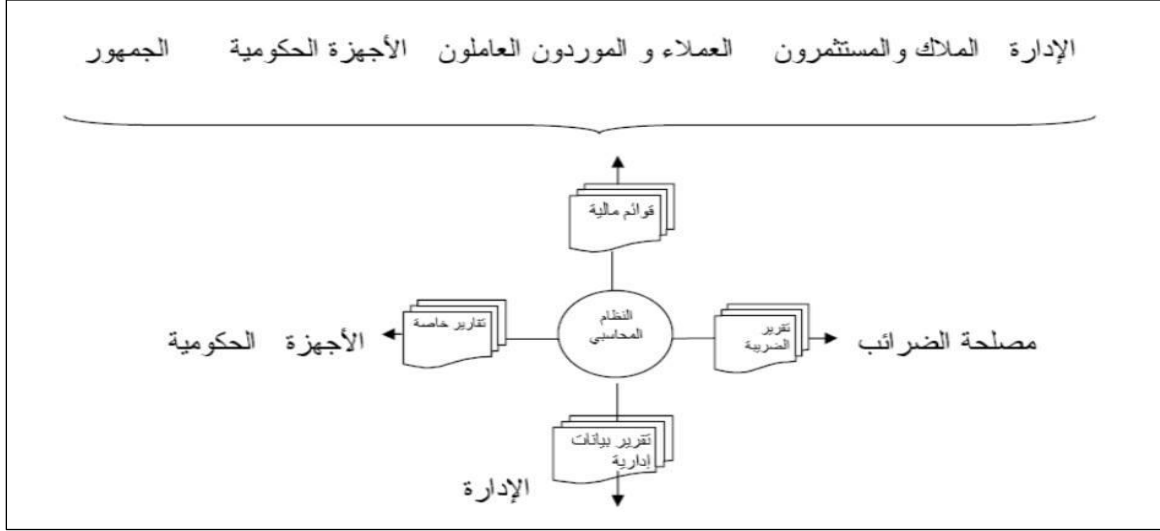 الإدارة الملاك والمستثمرون العملاء و الموردون العاملون الأجهزة الحكومية الجمهور
قوائم مالية
النظام
المحاسبي
تقرير
الضريبة
مصلحة الضرائب
تقارير خاصة
الأجهزة الحكومية
تقرير بيانات
إدارية
الإدارة